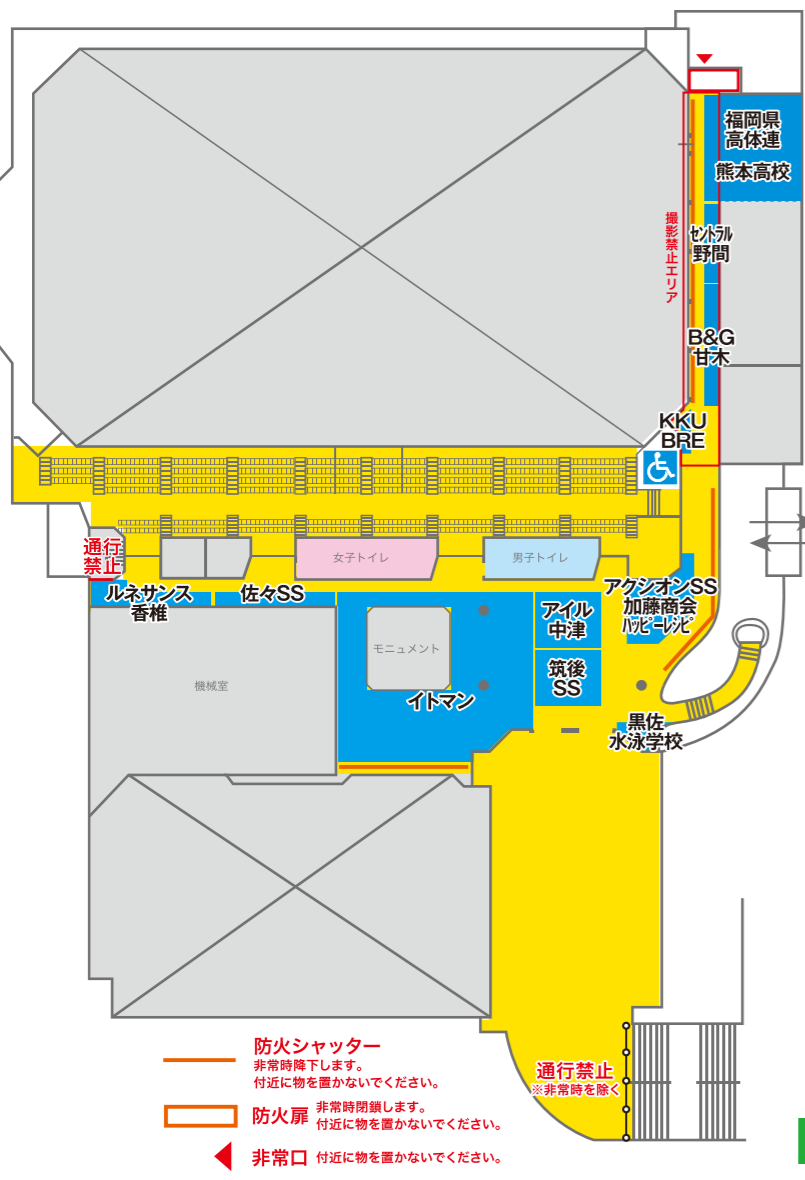 福岡県
高体連
熊本高校
撮影禁止エリア
セントラル
野間
B&G
甘木
KKU
BRE
通行
禁止
女子トイレ
男子トイレ
ルネサンス
香椎
佐々SS
アクシオンSS
加藤商会
ハッピーレシピ
アイル
中津
モニュメント
筑後
SS
機械室
イトマン
黒佐
水泳学校
防火シャッター
非常時降下します。
付近に物を置かないでください。
通行禁止
※非常時を除く
防火扉
非常時閉鎖します。
付近に物を置かないでください。
非常口 付近に物を置かないでください。